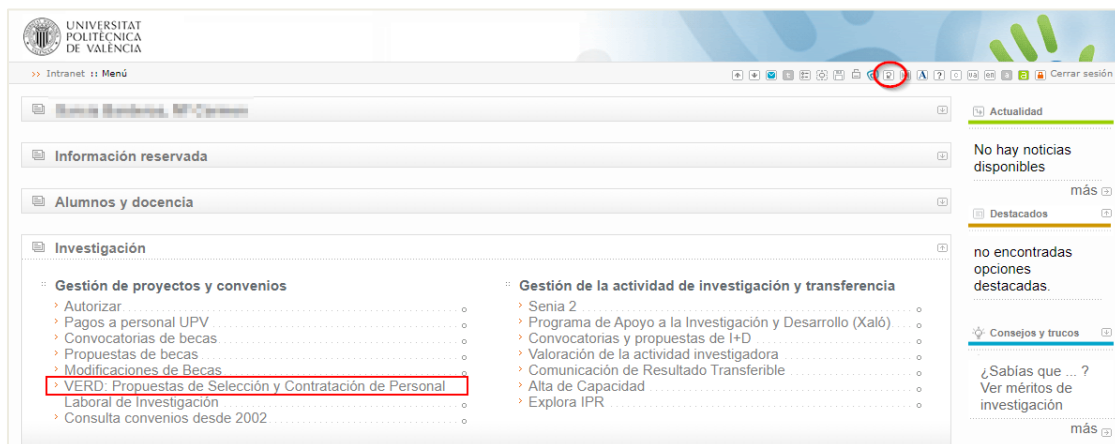 UNIVERSITAT
POLITÈCNICA
DE VALÈNCIA
>> Intranet :: Menú
Cerrar sesión
Información reservada
Alumnos y docencia
Investigación
Gestión de proyectos y convenios
Autorizar
Pagos a personal UPV
Convocatorias de becas
Propuestas de becas
Modificaciones de Becas
VERD: Propuestas de Selección y Contratación de Personal
Laboral de Investigación
Consulta convenios desde 2002
Gestión de la actividad de investigación y transferencia
Senia 2
Programa de Apoyo a la Investigación y Desarrollo (Xaló)
Convocatorias y propuestas de I+D
Valoración de la actividad investigadora
Comunicación de Resultado Transferible
Alta de Capacidad
Explora IPR
Actualidad
No hay noticias
disponibles
más
Destacados
no encontradas
opciones
destacadas.
Consejos y trucos
¿Sabías que ... ?
Ver méritos de
investigación
más